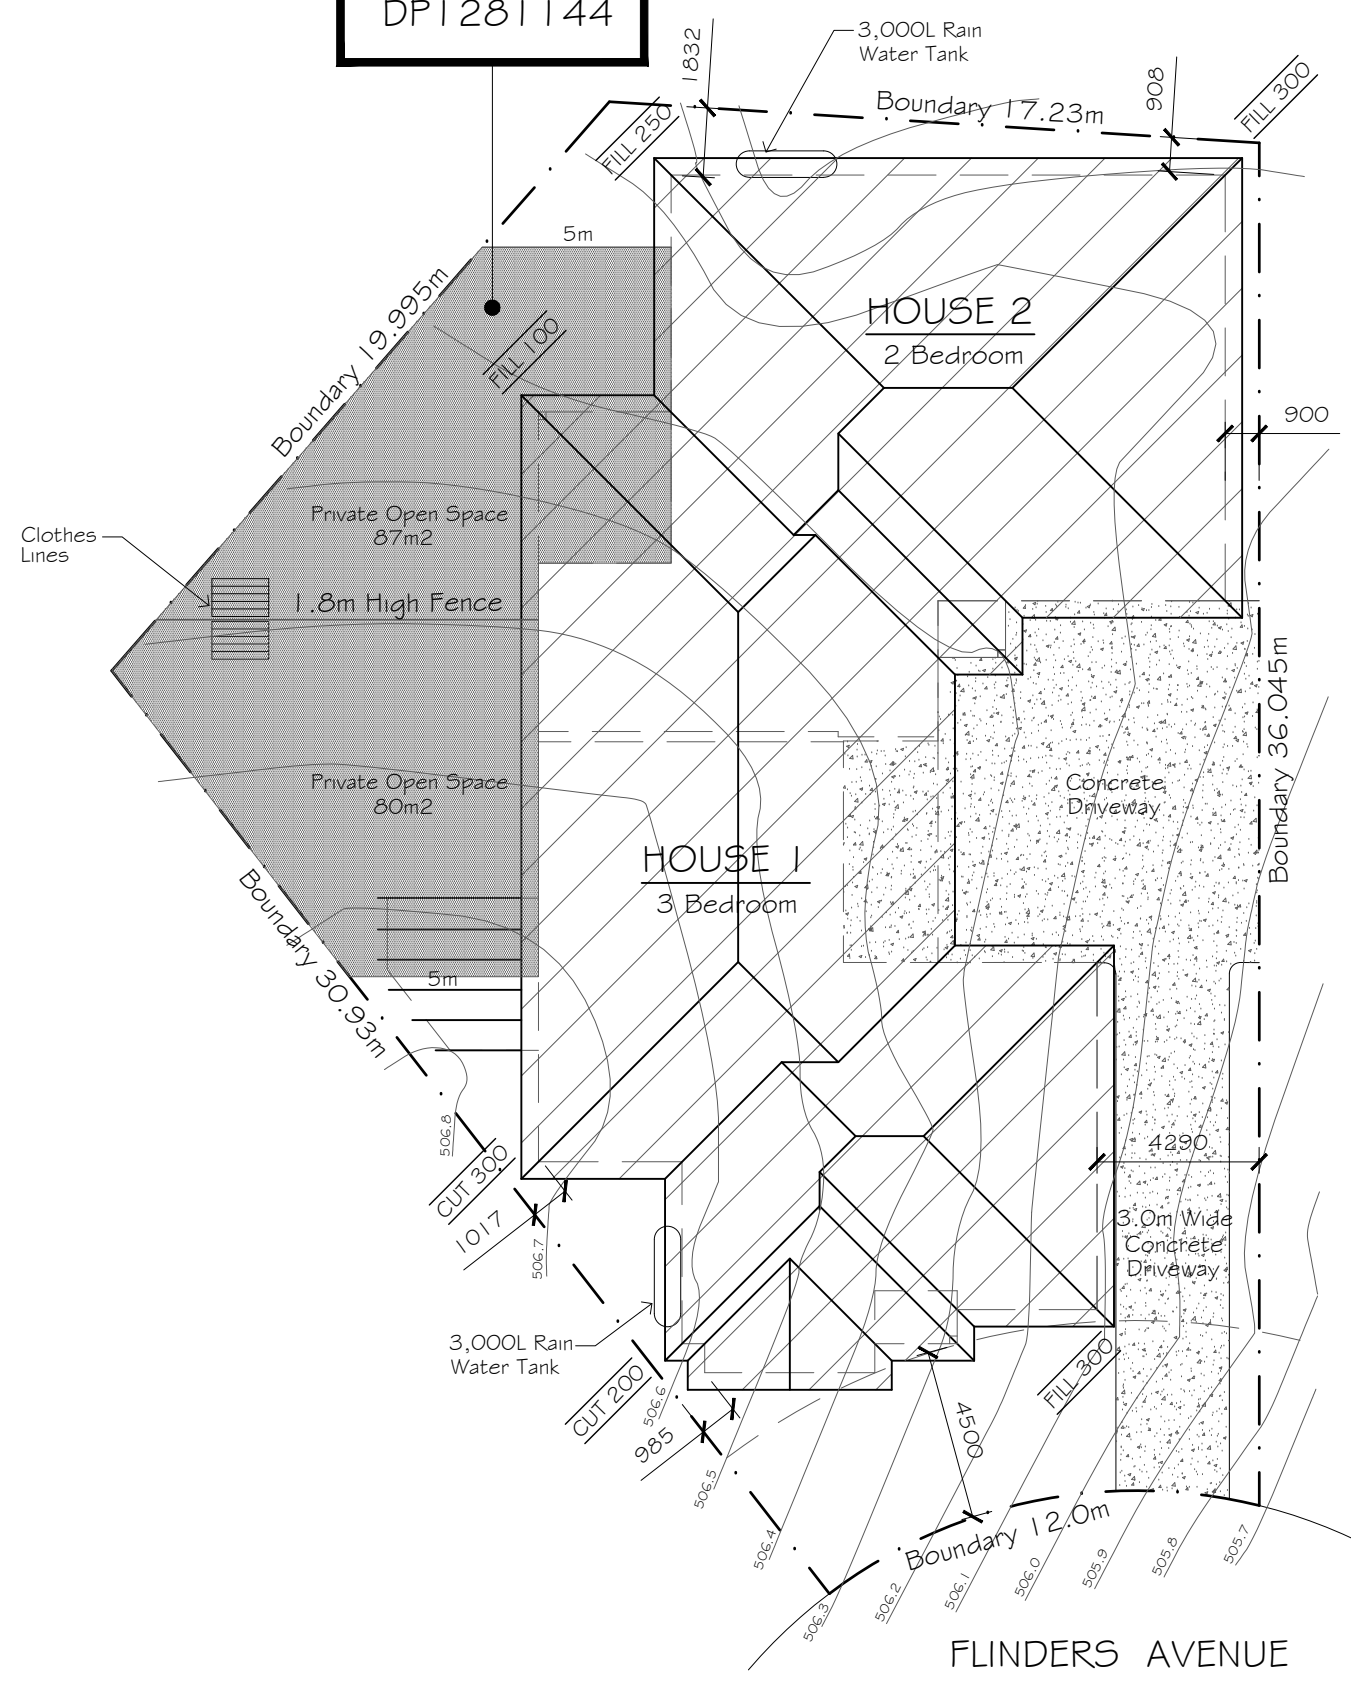 DP1281144
3,000L Rain
Water Tank
1832
908
FILL 300
Boundary 17.23m
FILL 250
5m
Boundary 19.995m
HOUSE 2
2 Bedroom
FILL 100
900
Private Open Space
87m2
Clothes
Lines
1.8m High Fence
Boundary 36.045m
Private Open Space
80m2
Concrete
Driveway
HOUSE 1
3 Bedroom
Boundary 30.93m
5m
506.8
CUT 300
1017
506.7
4290
3.0m Wide
Concrete
Driveway
3,000L Rain
Water Tank
CUT 200
506.6
985
FILL 300
4500
506.5
506.4
Boundary 12.0m
506.3
506.2
506.1
506.0
505.9
505.8
505.7
FLINDERS AVENUE